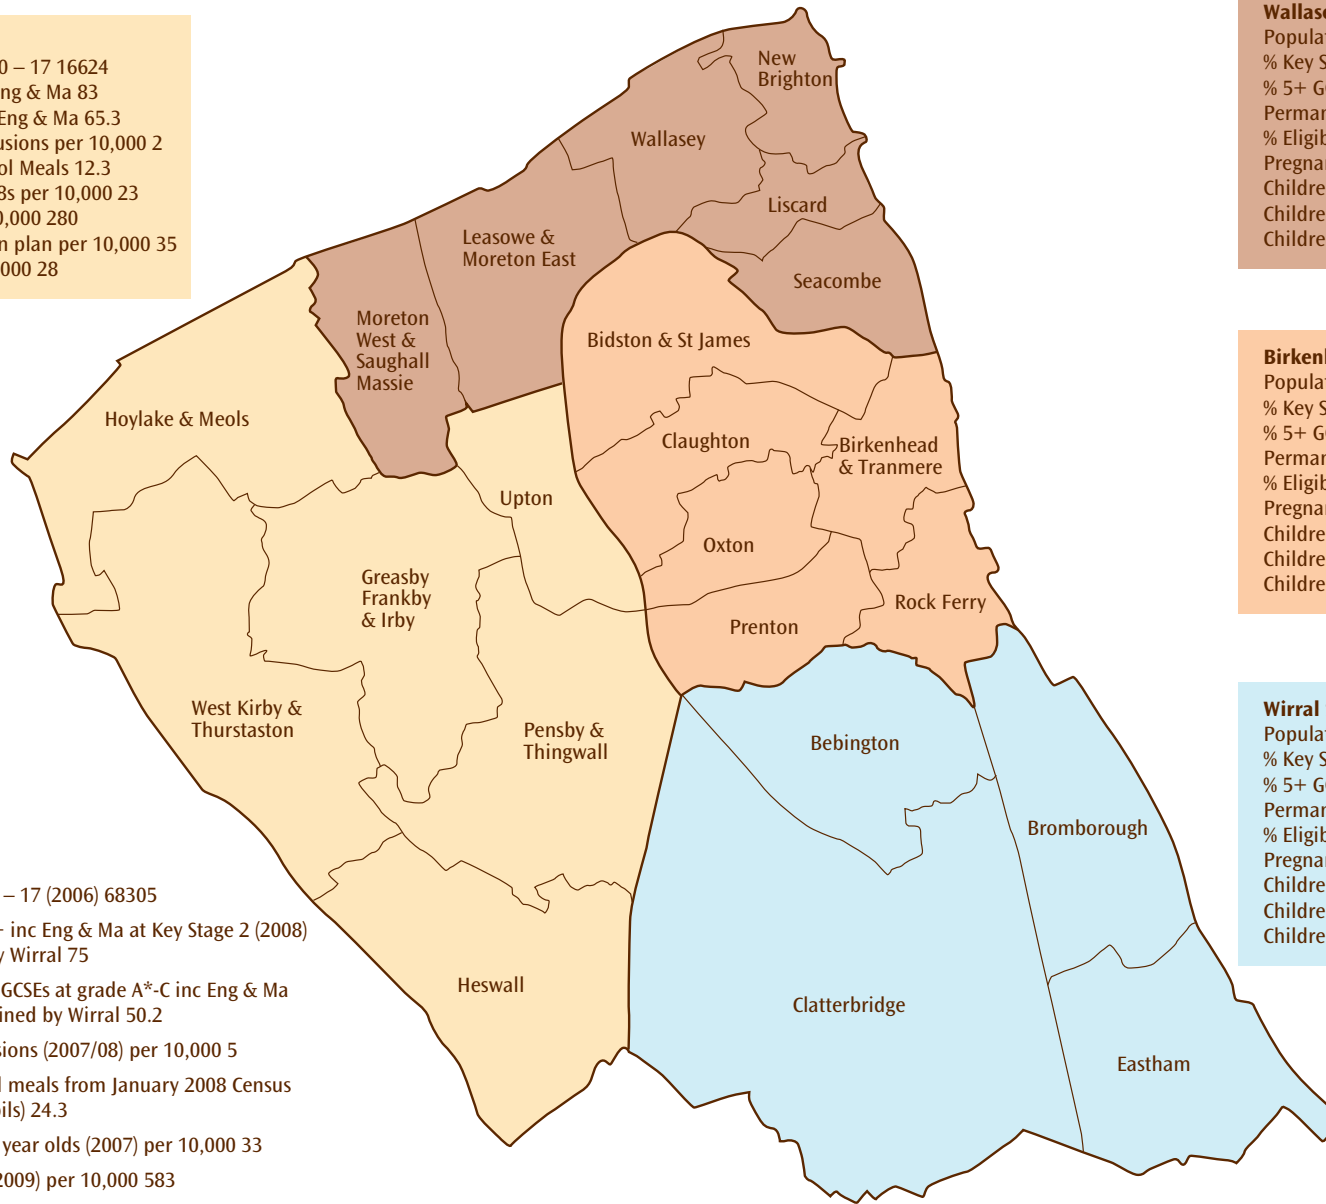 0 – 17 16624
Eng & Ma 83
Eng & Ma 65.3
usions per 10,000 2
ol Meals 12.3
8s per 10,000 23
0,000 280
n plan per 10,000 35
000 28
New
Brighton
Wallasey
Liscard
Leasowe &
Moreton East
Seacombe
Moreton
West &
Saughall
Massie
Bidston & St James
Hoylake & Meols
Claughton
Birkenhead
& Tranmere
Upton
Oxton
Greasby
Frankby
& Irby
Rock Ferry
Prenton
West Kirby &
Thurstaston
Pensby &
Thingwall
Bebington
Bromborough
Heswall
Clatterbridge
Eastham
– 17 (2006) 68305
+ inc Eng & Ma at Key Stage 2 (2008)
y Wirral 75
GCSEs at grade A*-C inc Eng & Ma
ined by Wirral 50.2
sions (2007/08) per 10,000 5
l meals from January 2008 Census
pils) 24.3
year olds (2007) per 10,000 33
2009) per 10,000 583
Wallase
Populat
% Key S
% 5+ G
Perman
% Eligib
Pregnan
Childre
Childre
Childre
Birkenh
Populat
% Key S
% 5+ G
Perman
% Eligib
Pregnan
Childre
Childre
Childre
Wirral
Populat
% Key S
% 5+ G
Perman
% Eligib
Pregnan
Childre
Childre
Childre